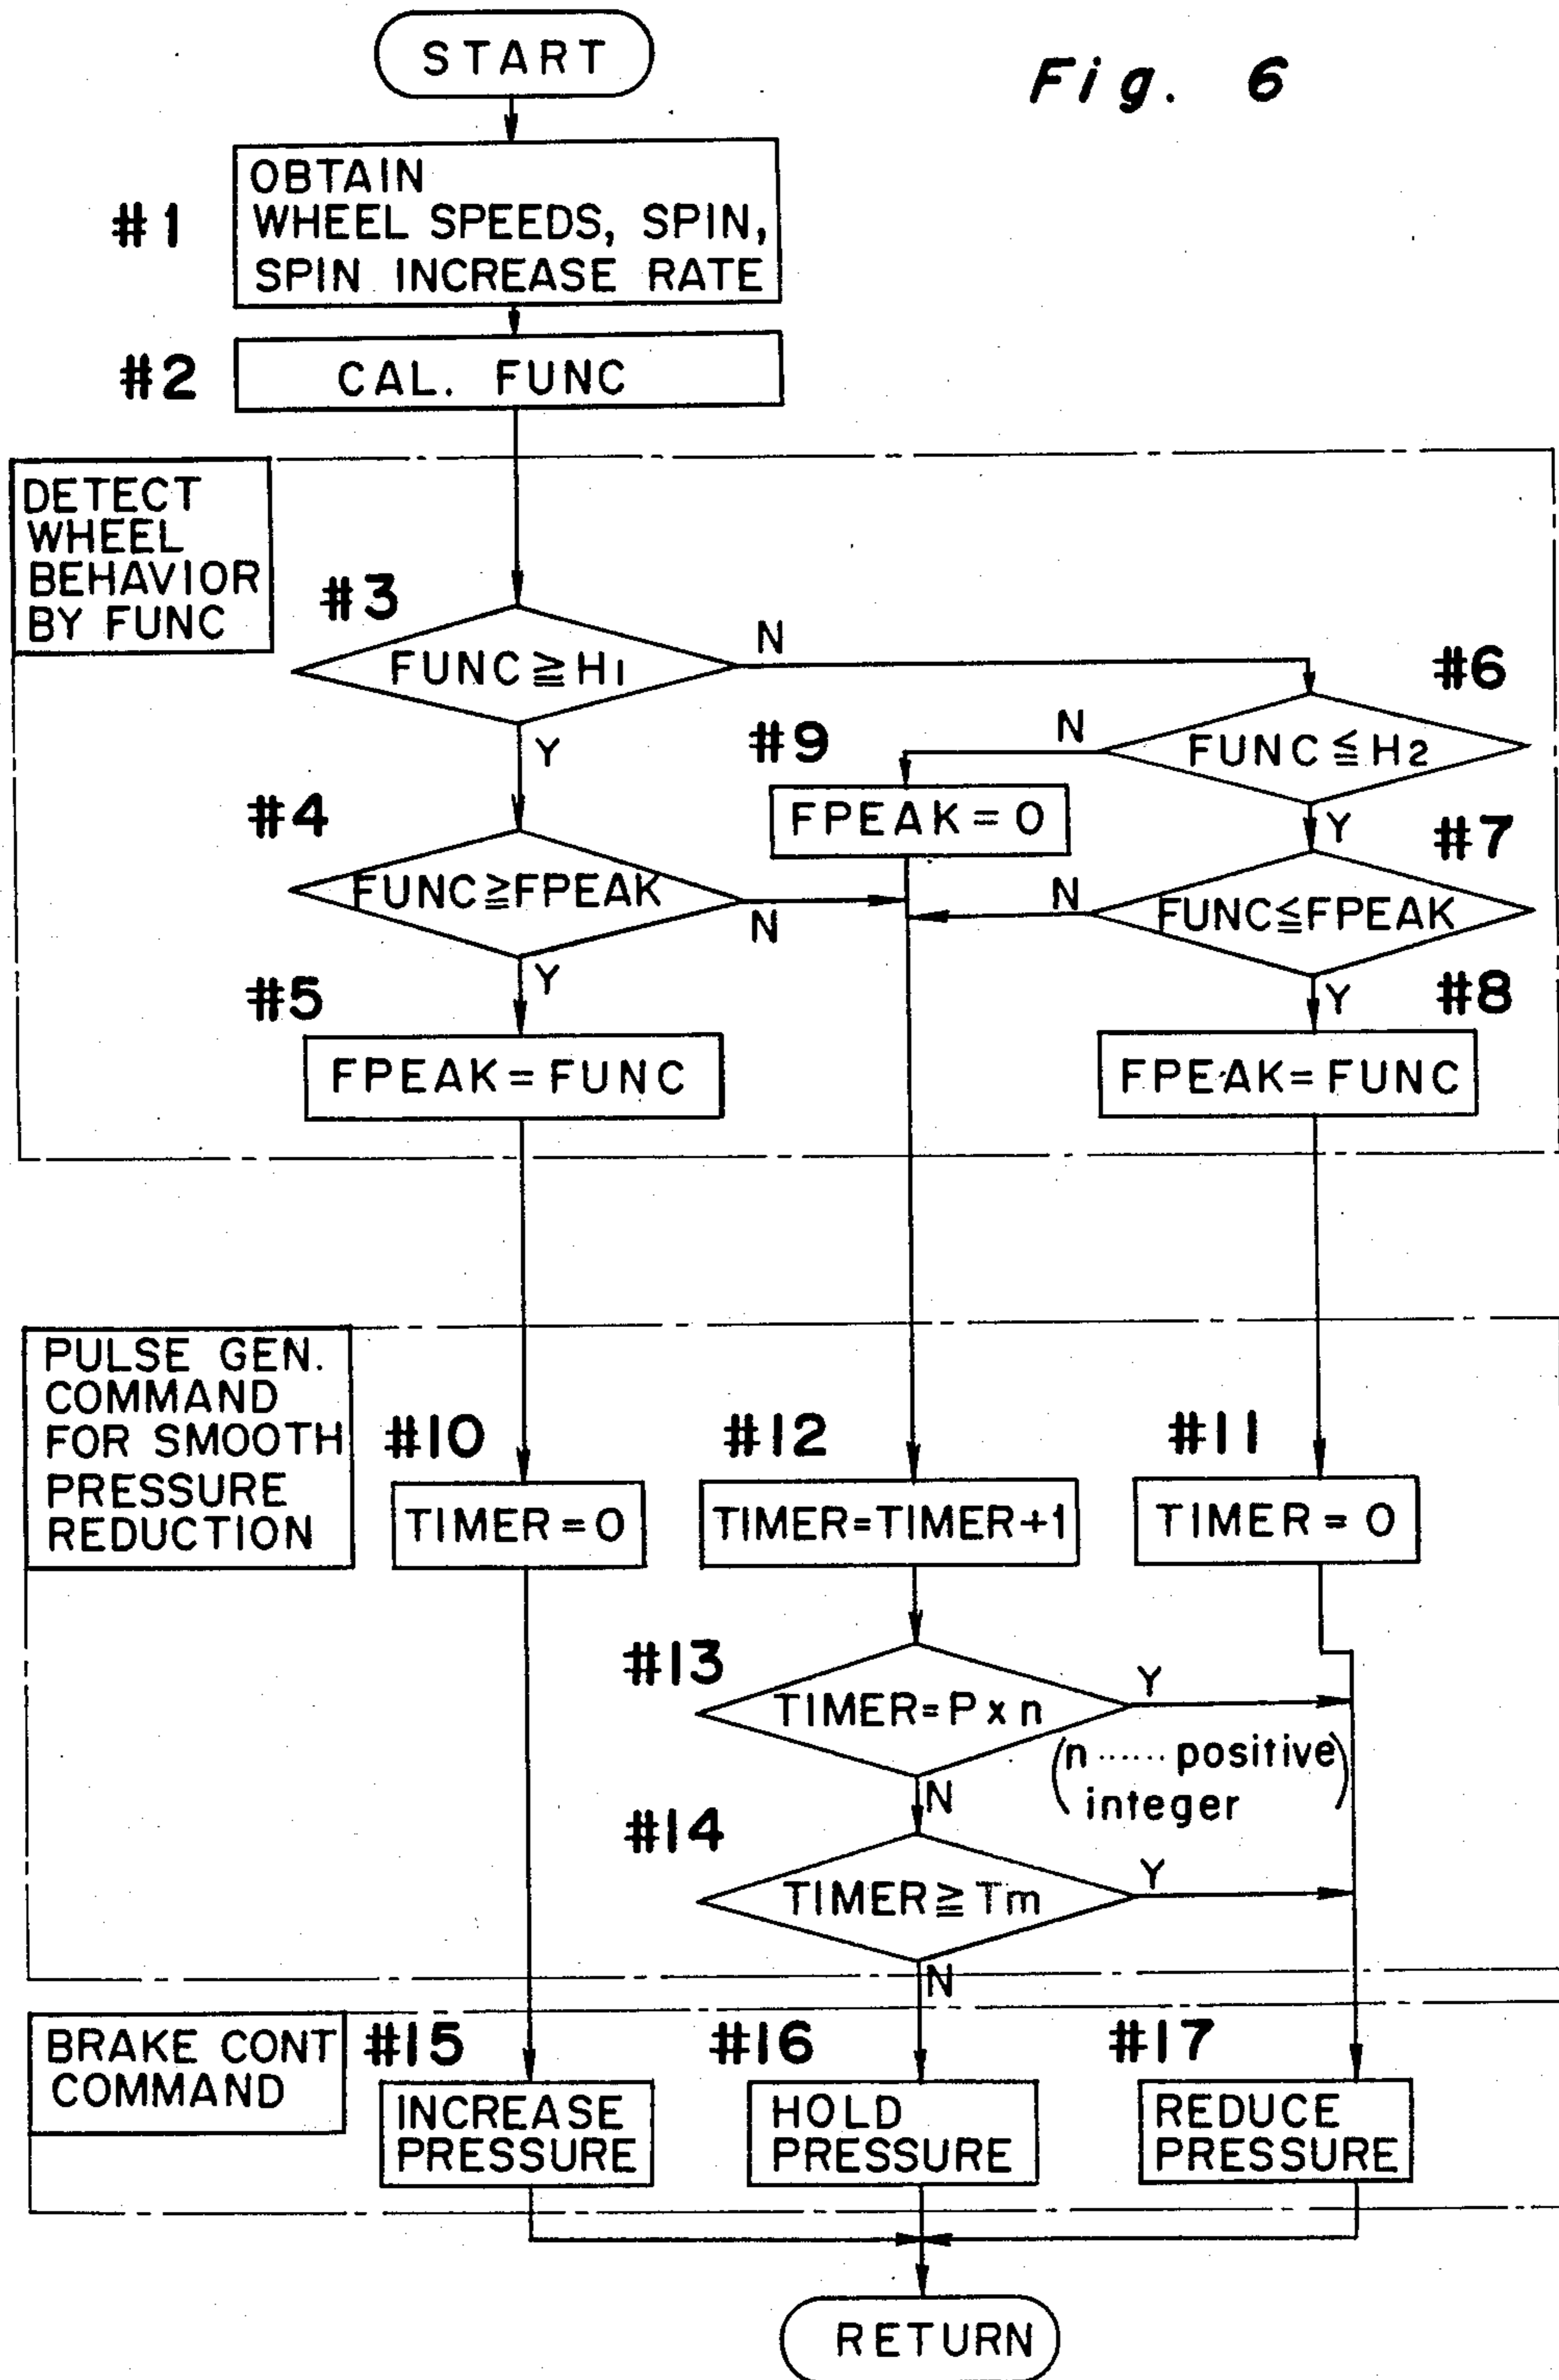 START
Fig. 6
#1
OBTAIN
WHEEL SPEEDS, SPIN,
SPIN INCREASE RATE
#2
CAL. FUNC
DETECT
WHEEL
BEHAVIOR
BY FUNC
#3
FUNC ≧ H1
N
Y
#6
FUNC ≦ H2
N
Y
#9
FPEAK = 0
#4
FUNC ≧ FPEAK
N
Y
#7
FUNC ≦ FPEAK
N
Y
#5
FPEAK = FUNC
#8
FPEAK = FUNC
PULSE GEN.
COMMAND
FOR SMOOTH
PRESSURE
REDUCTION
#10
TIMER = 0
#12
TIMER = TIMER + 1
#11
TIMER = 0
#13
TIMER = P x n
Y
(n ...... positive
integer)
N
#14
TIMER ≧ Tm
Y
N
BRAKE CONT
COMMAND
#15
INCREASE
PRESSURE
#16
HOLD
PRESSURE
#17
REDUCE
PRESSURE
RETURN